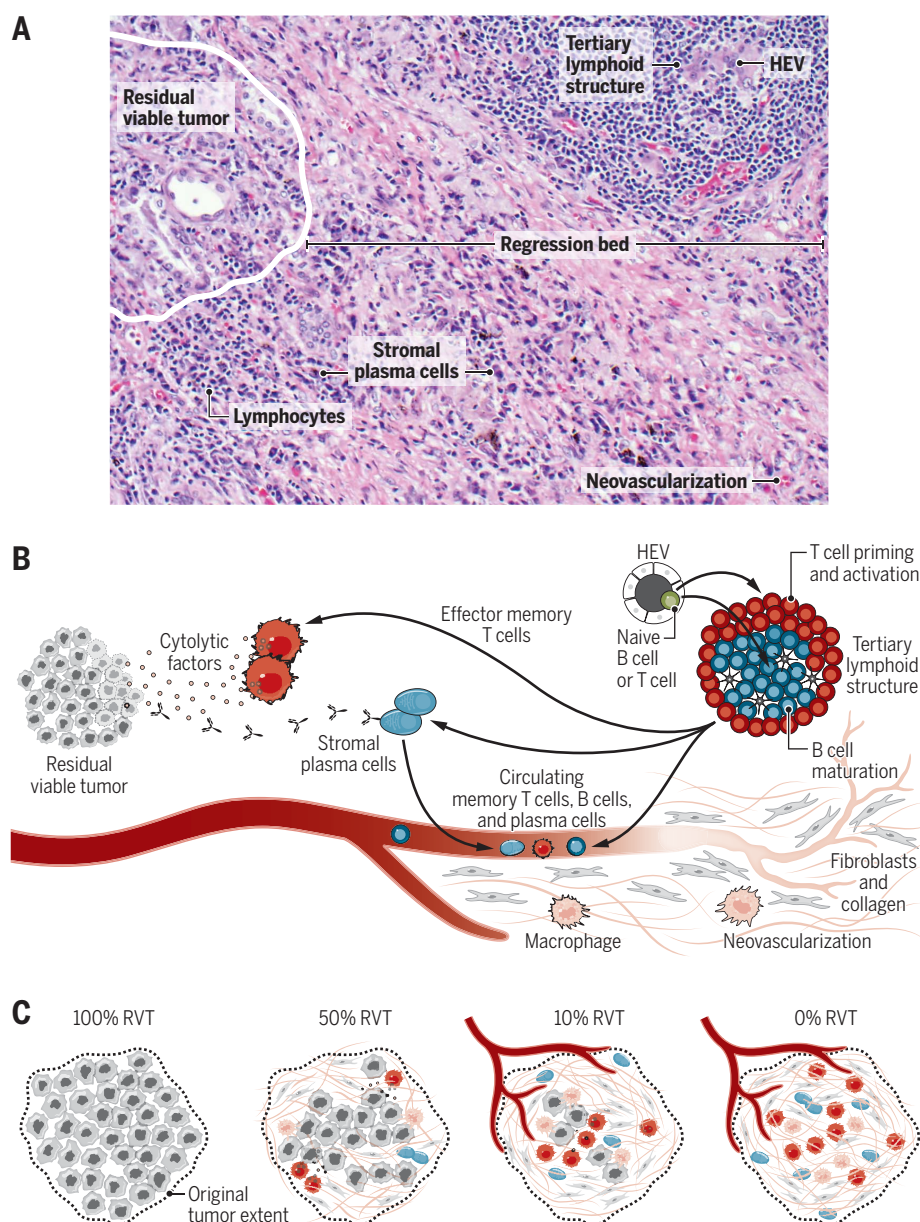 A
Tertiary
lymphoid
structure
HEV
Residual
viable tumor
Regression bed
Stromal
plasma cells
Lymphocytes
Neovascularization
B
HEV
T cell priming
and activation
Effector memory
T cells
Cytolytic
factors
Naive
B cell
or T cell
Tertiary
lymphoid
structure
Residual
viable tumor
Stromal
plasma cells
B cell
maturation
Circulating
memory T cells, B cells,
and plasma cells
Fibroblasts
and
collagen
Macrophage
Neovascularization
C
100% RVT
50% RVT
10% RVT
0% RVT
Original
tumor extent